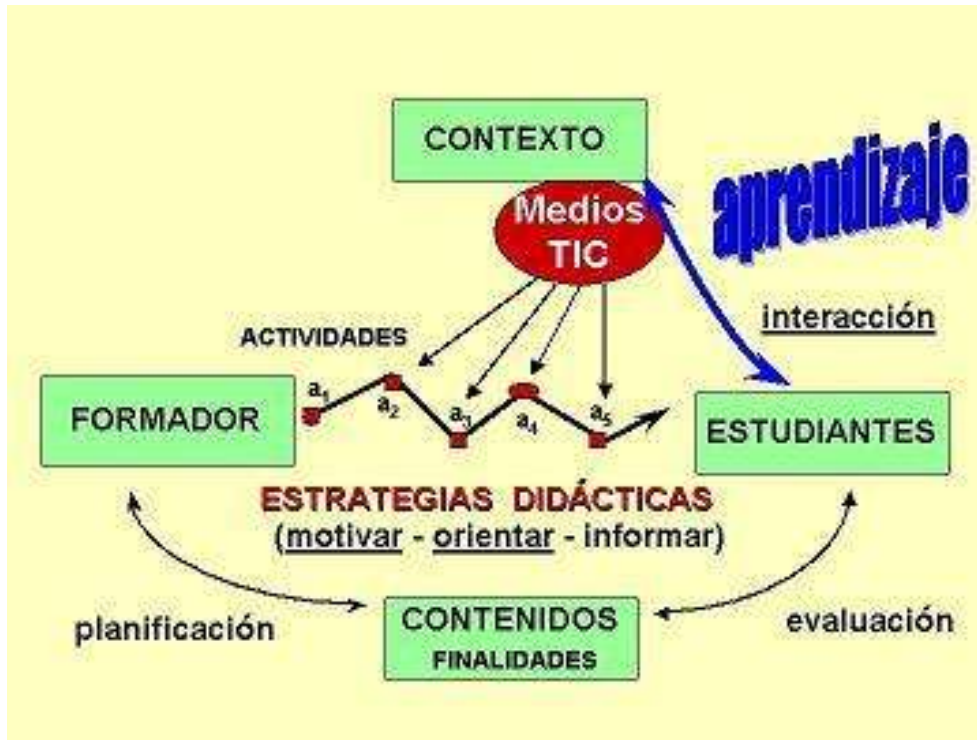 CONTEXTO
Medios
TIC
aprendizaje
interacción
ACTIVIDADES
FORMADOR
a1
a2
a3
a4
a5
ESTUDIANTES
ESTRATEGIAS DIDÁCTICAS
(motivar - orientar - informar)
planificación
CONTENIDOS
FINALIDADES
evaluación